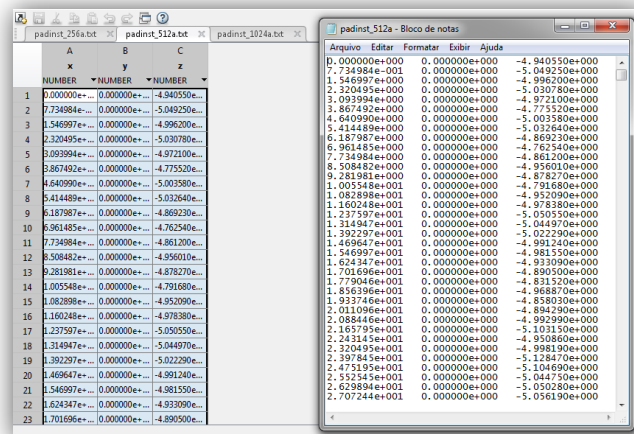 padinst_256a.txt padinst_512a.txt padinst_1024a.txt
A B C
x y z
NUMBER NUMBER NUMBER
1 0.000000e+... 0.000000e+... -4.940550e...
2 7.734984e-... 0.000000e+... -5.049250e...
3 1.546997e+... 0.000000e+... -4.996200e...
4 2.320495e+... 0.000000e+... -5.030780e...
5 3.093994e+... 0.000000e+... -4.972100e...
6 3.867492e+... 0.000000e+... -4.775520e...
7 4.640990e+... 0.000000e+... -5.003580e...
8 5.414489e+... 0.000000e+... -5.032640e...
9 6.187987e+... 0.000000e+... -4.869230e...
10 6.961485e+... 0.000000e+... -4.762540e...
11 7.734984e+... 0.000000e+... -4.861200e...
12 8.508482e+... 0.000000e+... -4.956010e...
13 9.281981e+... 0.000000e+... -4.878270e...
14 1.005548e+... 0.000000e+... -4.791680e...
15 1.082898e+... 0.000000e+... -4.952090e...
16 1.160248e+... 0.000000e+... -4.978380e...
17 1.237597e+... 0.000000e+... -5.050550e...
18 1.314947e+... 0.000000e+... -5.044970e...
19 1.392297e+... 0.000000e+... -5.022290e...
20 1.469647e+... 0.000000e+... -4.991240e...
21 1.546997e+... 0.000000e+... -4.981550e...
22 1.624347e+... 0.000000e+... -4.933090e...
23 1.701696e+... 0.000000e+... -4.890500e...
padinst_512a - Bloco de notas
Arquivo Editar Formatar Exibir Ajuda
0.000000e+000 0.000000e+000 -4.940550e+000
7.734984e-001 0.000000e+000 -5.049250e+000
1.546997e+000 0.000000e+000 -4.996200e+000
2.320495e+000 0.000000e+000 -5.030780e+000
3.093994e+000 0.000000e+000 -4.972100e+000
3.867492e+000 0.000000e+000 -4.775520e+000
4.640990e+000 0.000000e+000 -5.003580e+000
5.414489e+000 0.000000e+000 -5.032640e+000
6.187987e+000 0.000000e+000 -4.869230e+000
6.961485e+000 0.000000e+000 -4.762540e+000
7.734984e+000 0.000000e+000 -4.861200e+000
8.508482e+000 0.000000e+000 -4.956010e+000
9.281981e+000 0.000000e+000 -4.878270e+000
1.005548e+001 0.000000e+000 -4.791680e+000
1.082898e+001 0.000000e+000 -4.952090e+000
1.160248e+001 0.000000e+000 -4.978380e+000
1.237597e+001 0.000000e+000 -5.050550e+000
1.314947e+001 0.000000e+000 -5.044970e+000
1.392297e+001 0.000000e+000 -5.022290e+000
1.469647e+001 0.000000e+000 -4.991240e+000
1.546997e+001 0.000000e+000 -4.981550e+000
1.624347e+001 0.000000e+000 -4.933090e+000
1.701696e+001 0.000000e+000 -4.890500e+000
1.779046e+001 0.000000e+000 -4.831520e+000
1.856396e+001 0.000000e+000 -4.968870e+000
1.933746e+001 0.000000e+000 -4.858030e+000
2.011096e+001 0.000000e+000 -4.894290e+000
2.088446e+001 0.000000e+000 -4.992990e+000
2.165795e+001 0.000000e+000 -5.103150e+000
2.243145e+001 0.000000e+000 -4.950860e+000
2.320495e+001 0.000000e+000 -4.998190e+000
2.397845e+001 0.000000e+000 -5.128470e+000
2.475195e+001 0.000000e+000 -5.104690e+000
2.552545e+001 0.000000e+000 -5.044750e+000
2.629894e+001 0.000000e+000 -5.050280e+000
2.707244e+001 0.000000e+000 -5.056190e+000